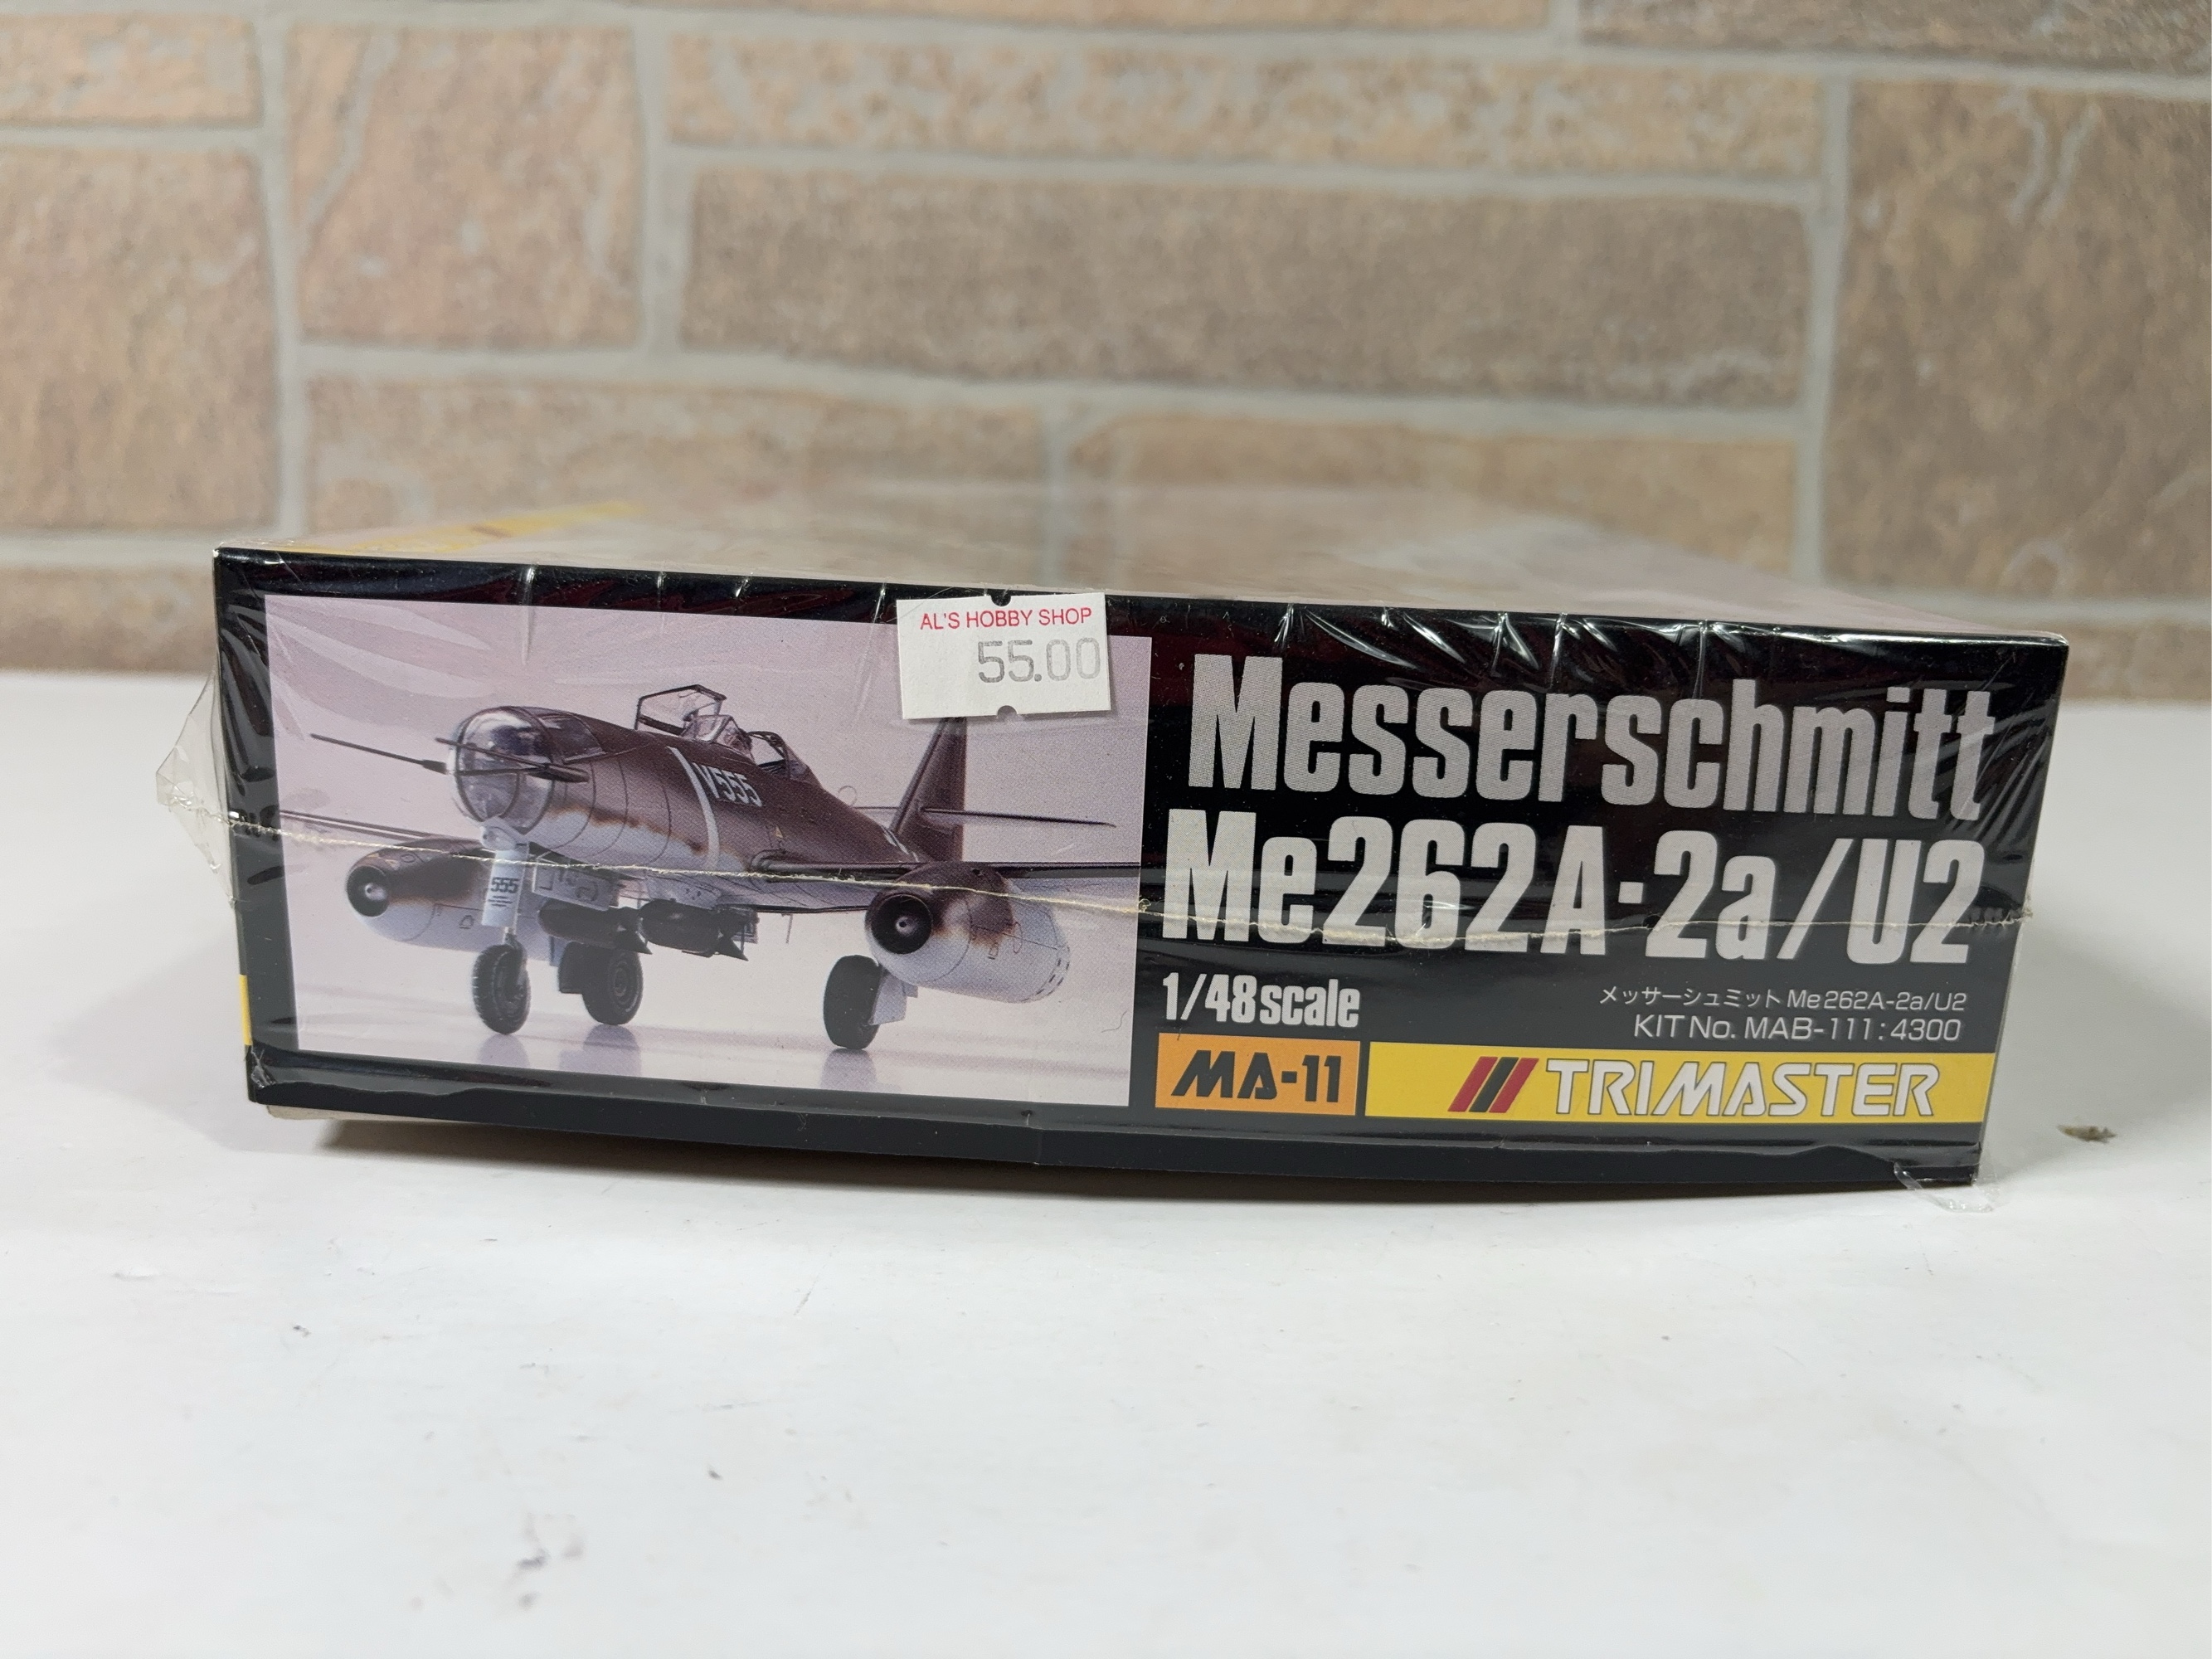 AL'S HOBBY SHOP
55.00
V555
555
Messerschmitt
Me262A-2a/U2
1/48scale
メッサーシュミット Me262A-2a/U2
KIT No. MAB-111:4300
MA-11
TRIMASTER